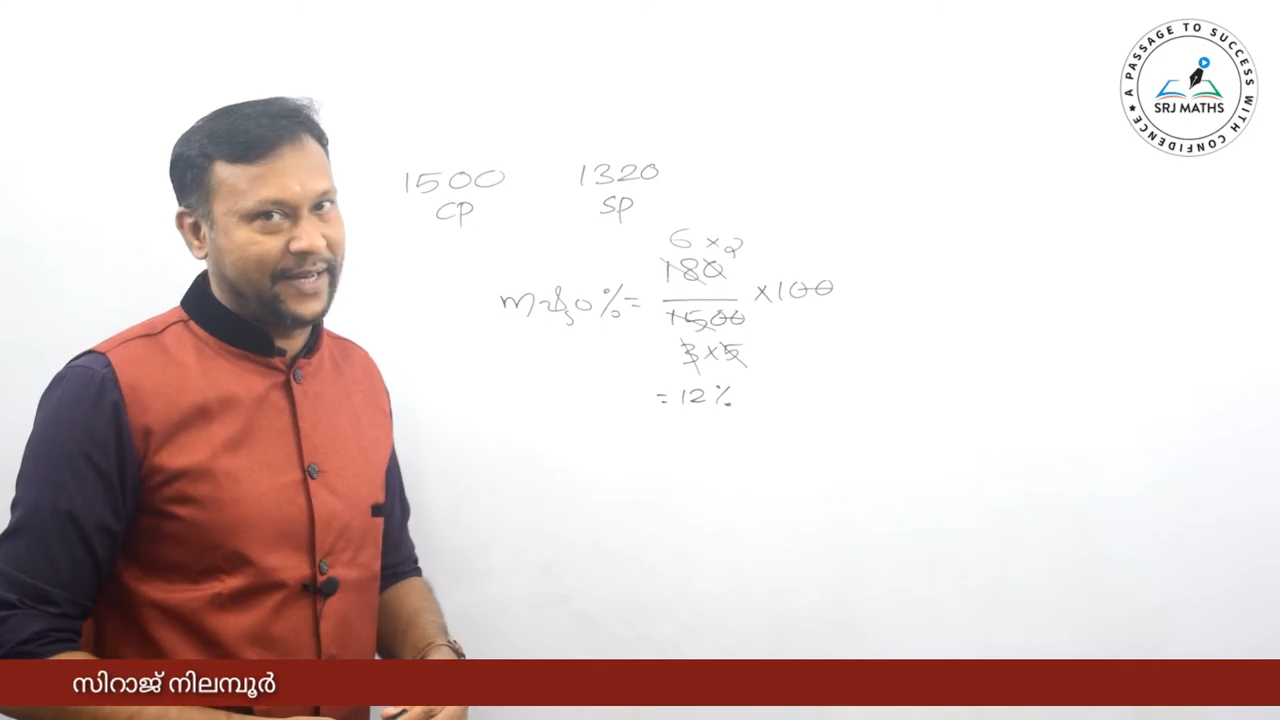 A PASSAGE TO SUCCESS WITH CONFIDENCE
SRJ MATHS
1500 1320
CP SP
6 × 2
180
നഷ്ടം % = ― × 100
1500
3 × 5
= 12 %
സിറാജ് നിലമ്പൂർ